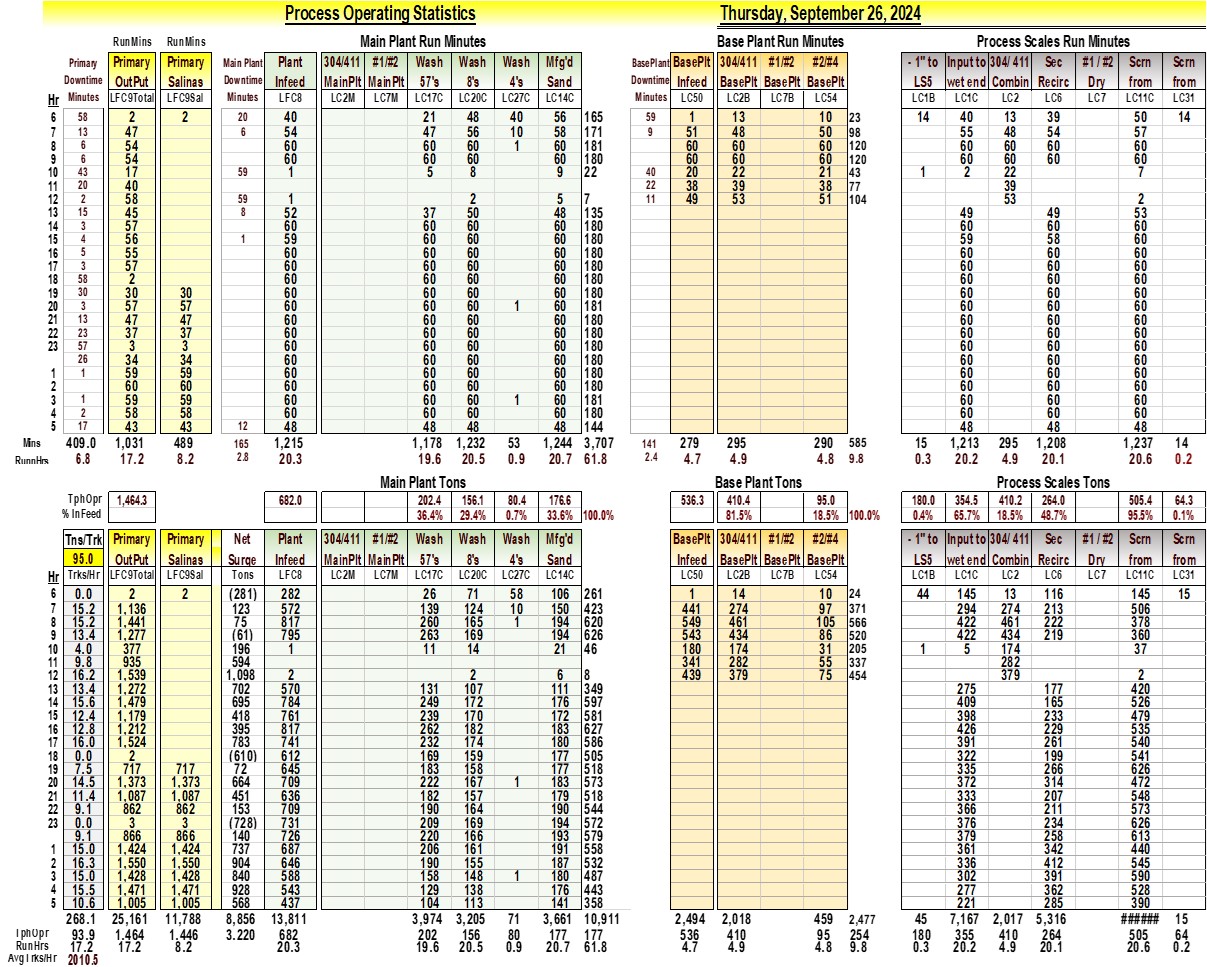 Process Operating Statistics Thursday, September 26, 2024
RunMins RunMins Main Plant Run Minutes Base Plant Run Minutes Process Scales Run Minutes
Primary Primary Primary Main Plant Plant 304/411 #1/#2 Wash Wash Wash Mfg'd BasePlant BasePlt 304/411 #1/#2 #2/#4 - 1" to Input to 304/ 411 Sec #1 / #2 Scrn Scrn
Downtime OutPut Salinas Downtime Infeed MainPlt MainPlt 57's 8's 4's Sand Downtime Infeed BasePlt BasePlt BasePlt LS5 wet end Combin Recirc Dry from from
Hr Minutes LFC9Total LFC9Sal Minutes LFC8 LC2M LC7M LC17C LC20C LC27C LC14C Minutes LC50 LC2B LC7B LC54 LC1B LC1C LC2 LC6 LC7 LC11C LC31
6 58 2 2 20 40 21 48 40 56 165 59 1 13 10 23 14 40 13 39 50 14
7 13 47 6 54 47 56 10 58 171 9 51 48 50 98 55 48 54 57
8 6 54 60 60 60 1 60 181 60 60 60 120 60 60 60 60
9 6 54 60 60 60 60 180 60 60 60 120 60 60 60 60
10 43 17 59 1 5 8 9 22 40 20 22 21 43 1 2 22 7
11 20 40 22 38 39 38 77 39
12 2 58 59 1 2 5 7 11 49 53 51 104 53 2
13 15 45 8 52 37 50 48 135 49 49 53
14 3 57 60 60 60 60 180 60 60 60
15 4 56 1 59 60 60 60 180 59 58 60
16 5 55 60 60 60 60 180 60 60 60
17 3 57 60 60 60 60 180 60 60 60
18 58 2 60 60 60 60 180 60 60 60
19 30 30 30 60 60 60 60 180 60 60 60
20 3 57 57 60 60 60 1 60 181 60 60 60
21 13 47 47 60 60 60 60 180 60 60 60
22 23 37 37 60 60 60 60 180 60 60 60
23 57 3 3 60 60 60 60 180 60 60 60
26 34 34 60 60 60 60 180 60 60 60
1 1 59 59 60 60 60 60 180 60 60 60
2 60 60 60 60 60 60 180 60 60 60
3 1 59 59 60 60 60 1 60 181 60 60 60
4 2 58 58 60 60 60 60 180 60 60 60
5 17 43 43 12 48 48 48 48 144 48 48 48
Mins 409.0 1,031 489 165 1,215 1,178 1,232 53 1,244 3,707 141 279 295 290 585 15 1,213 295 1,208 1,237 14
RunnHrs 6.8 17.2 8.2 2.8 20.3 19.6 20.5 0.9 20.7 61.8 2.4 4.7 4.9 4.8 9.8 0.3 20.2 4.9 20.1 20.6 0.2
Main Plant Tons Base Plant Tons Process Scales Tons
TphOpr 1,464.3 682.0 202.4 156.1 80.4 176.6 536.3 410.4 95.0 180.0 354.5 410.2 264.0 505.4 64.3
% InFeed 36.4% 29.4% 0.7% 33.6% 100.0% 81.5% 18.5% 100.0% 0.4% 65.7% 18.5% 48.7% 95.5% 0.1%
Tns/Trk Primary Primary Net Plant 304/411 #1/#2 Wash Wash Wash Mfg'd BasePlt 304/411 #1/#2 #2/#4 - 1" to Input to 304/ 411 Sec #1 / #2 Scrn Scrn
95.0 OutPut Salinas Surge Infeed MainPlt MainPlt 57's 8's 4's Sand Infeed BasePlt BasePlt BasePlt LS5 wet end Combin Recirc Dry from from
Hr Trks/Hr LFC9Total LFC9Sal Tons LFC8 LC2M LC7M LC17C LC20C LC27C LC14C LC50 LC2B LC7B LC54 LC1B LC1C LC2 LC6 LC7 LC11C LC31
6 0.0 2 2 (281) 282 26 71 58 106 261 1 14 10 24 44 145 13 116 145 15
7 15.2 1,136 123 572 139 124 10 150 423 441 274 97 371 294 274 213 506
8 15.2 1,441 75 817 260 165 1 194 620 549 461 105 566 422 461 222 378
9 13.4 1,277 (61) 795 263 169 194 626 543 434 86 520 422 434 219 360
10 4.0 377 196 1 11 14 21 46 180 174 31 205 1 5 174 37
11 9.8 935 594 341 282 55 337 282
12 16.2 1,539 1,098 2 2 6 8 439 379 75 454 379 2
13 13.4 1,272 702 570 131 107 111 349 275 177 420
14 15.6 1,479 695 784 249 172 176 597 409 165 526
15 12.4 1,179 418 761 239 170 172 581 398 233 479
16 12.8 1,212 395 817 262 182 183 627 426 229 535
17 16.0 1,524 783 741 232 174 180 586 391 261 540
18 0.0 2 (610) 612 169 159 177 505 322 199 541
19 7.5 717 717 72 645 183 158 177 518 335 266 626
20 14.5 1,373 1,373 664 709 222 167 1 183 573 372 314 472
21 11.4 1,087 1,087 451 636 182 157 179 518 333 207 548
22 9.1 862 862 153 709 190 164 190 544 366 211 573
23 0.0 3 3 (728) 731 209 169 194 572 376 234 626
9.1 866 866 140 726 220 166 193 579 379 258 613
1 15.0 1,424 1,424 737 687 206 161 191 558 361 342 440
2 16.3 1,550 1,550 904 646 190 155 187 532 336 412 545
3 15.0 1,428 1,428 840 588 158 148 1 180 487 302 391 590
4 15.5 1,471 1,471 928 543 129 138 176 443 277 362 528
5 10.6 1,005 1,005 568 437 104 113 140 358 221 285 390
268.1 25,161 11,788 8,856 13,811 3,974 3,205 71 3,661 10,911 2,494 2,018 459 2,477 45 7,167 2,017 5,316 ###### 15
TphOpr 93.9 1,464 1,446 3.220 682 202 156 80 177 177 536 410 95 254 180 355 410 264 505 64
RunHrs 17.2 17.2 8.2 20.3 19.6 20.5 0.9 20.7 61.8 4.7 4.9 4.8 9.8 0.3 20.2 4.9 20.1 20.6 0.2
Avg Trks/Hr 2010.5